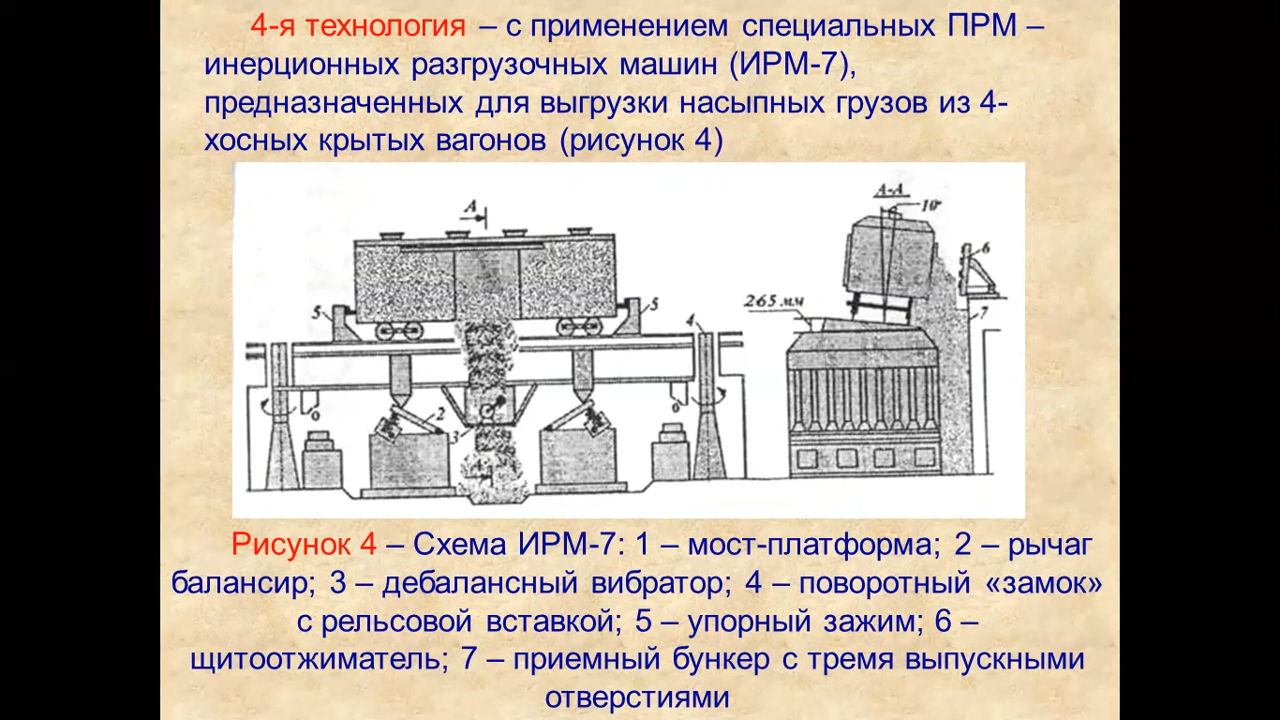 4-я технология – с применением специальных ПРМ –
инерционных разгрузочных машин (ИРМ-7),
предназначенных для выгрузки насыпных грузов из 4-
хосных крытых вагонов (рисунок 4)
А
А-А
10°
5
5
4
265 мм
6
7
2
3
Рисунок 4 – Схема ИРМ-7: 1 – мост-платформа; 2 – рычаг
балансир; 3 – дебалансный вибратор; 4 – поворотный «замок»
с рельсовой вставкой; 5 – упорный зажим; 6 –
щитоотжиматель; 7 – приемный бункер с тремя выпускными
отверстиями